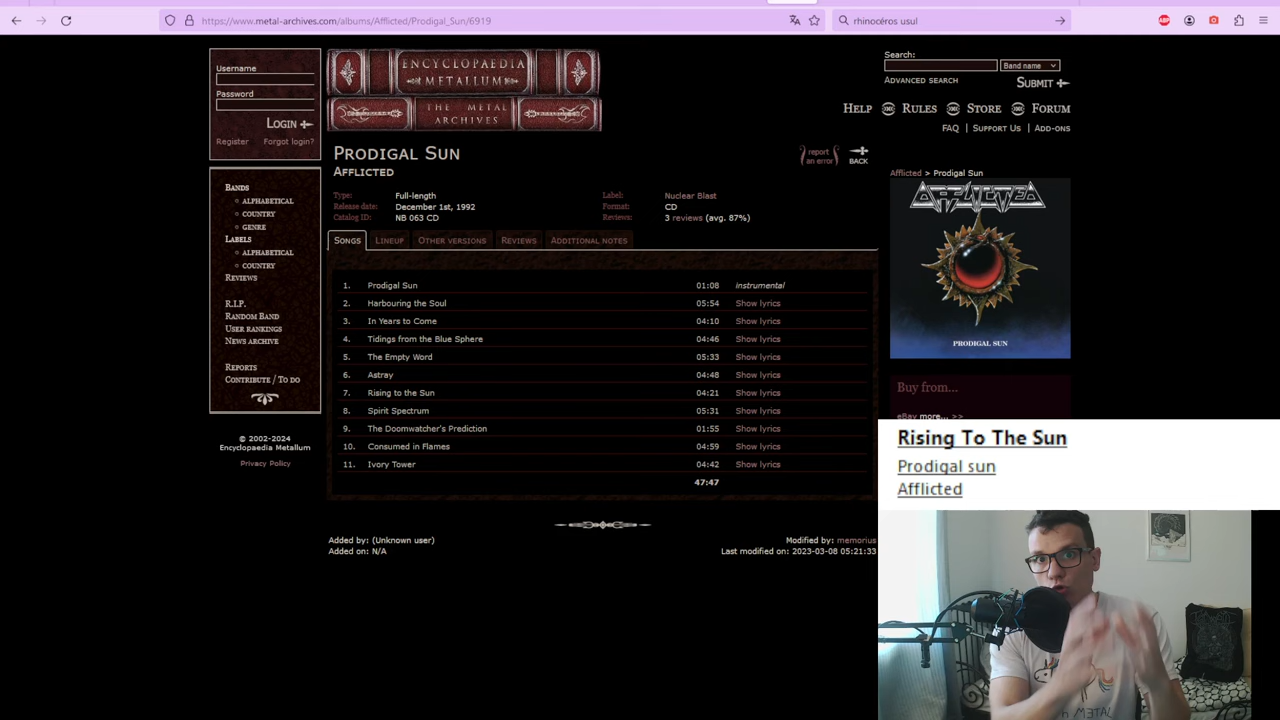 https://www.metal-archives.com/albums/Afflicted/Prodigal_Sun/6919
rhinocéros usul
ABP
Username
Password
LOGIN
Register Forgot login?
ENCYCLOPAEDIA
METALLUM
THE METAL
ARCHIVES
Search:
Band name
ADVANCED SEARCH
SUBMIT
HELP RULES STORE FORUM
FAQ | SUPPORT US | ADD-ONS
PRODIGAL SUN
AFFLICTED
report
an error
BACK
Type: Full-length
Release date: December 1st, 1992
Catalog ID: NB 063 CD
Label: Nuclear Blast
Format: CD
Reviews: 3 reviews (avg. 87%)
BANDS
ALPHABETICAL
COUNTRY
GENRE
LABELS
ALPHABETICAL
COUNTRY
REVIEWS
R.I.P.
RANDOM BAND
USER RANKINGS
NEWS ARCHIVE
REPORTS
CONTRIBUTE / TO DO
© 2002-2024
Encyclopaedia Metallum
Privacy Policy
SONGS LINEUP OTHER VERSIONS REVIEWS ADDITIONAL NOTES
1. Prodigal Sun 01:08 instrumental
2. Harbouring the Soul 05:54 Show lyrics
3. In Years to Come 04:10 Show lyrics
4. Tidings from the Blue Sphere 04:46 Show lyrics
5. The Empty Word 05:33 Show lyrics
6. Astray 04:48 Show lyrics
7. Rising to the Sun 04:21 Show lyrics
8. Spirit Spectrum 05:31 Show lyrics
9. The Doomwatcher's Prediction 01:55 Show lyrics
10. Consumed in Flames 04:59 Show lyrics
11. Ivory Tower 04:42 Show lyrics
47:47
Added by: (Unknown user)
Added on: N/A
Modified by: memorius
Last modified on: 2023-03-08 05:21:33
Afflicted > Prodigal Sun
AFFLICTED
PRODIGAL SUN
Buy from...
eBay more... >>
Rising To The Sun
Prodigal sun
Afflicted